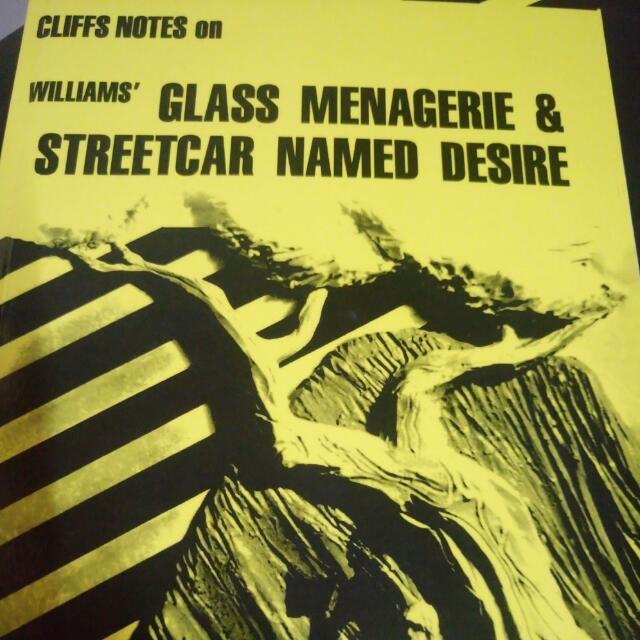 CLIFFS NOTES on
WILLIAMS' GLASS MENAGERIE &
STREETCAR NAMED DESIRE